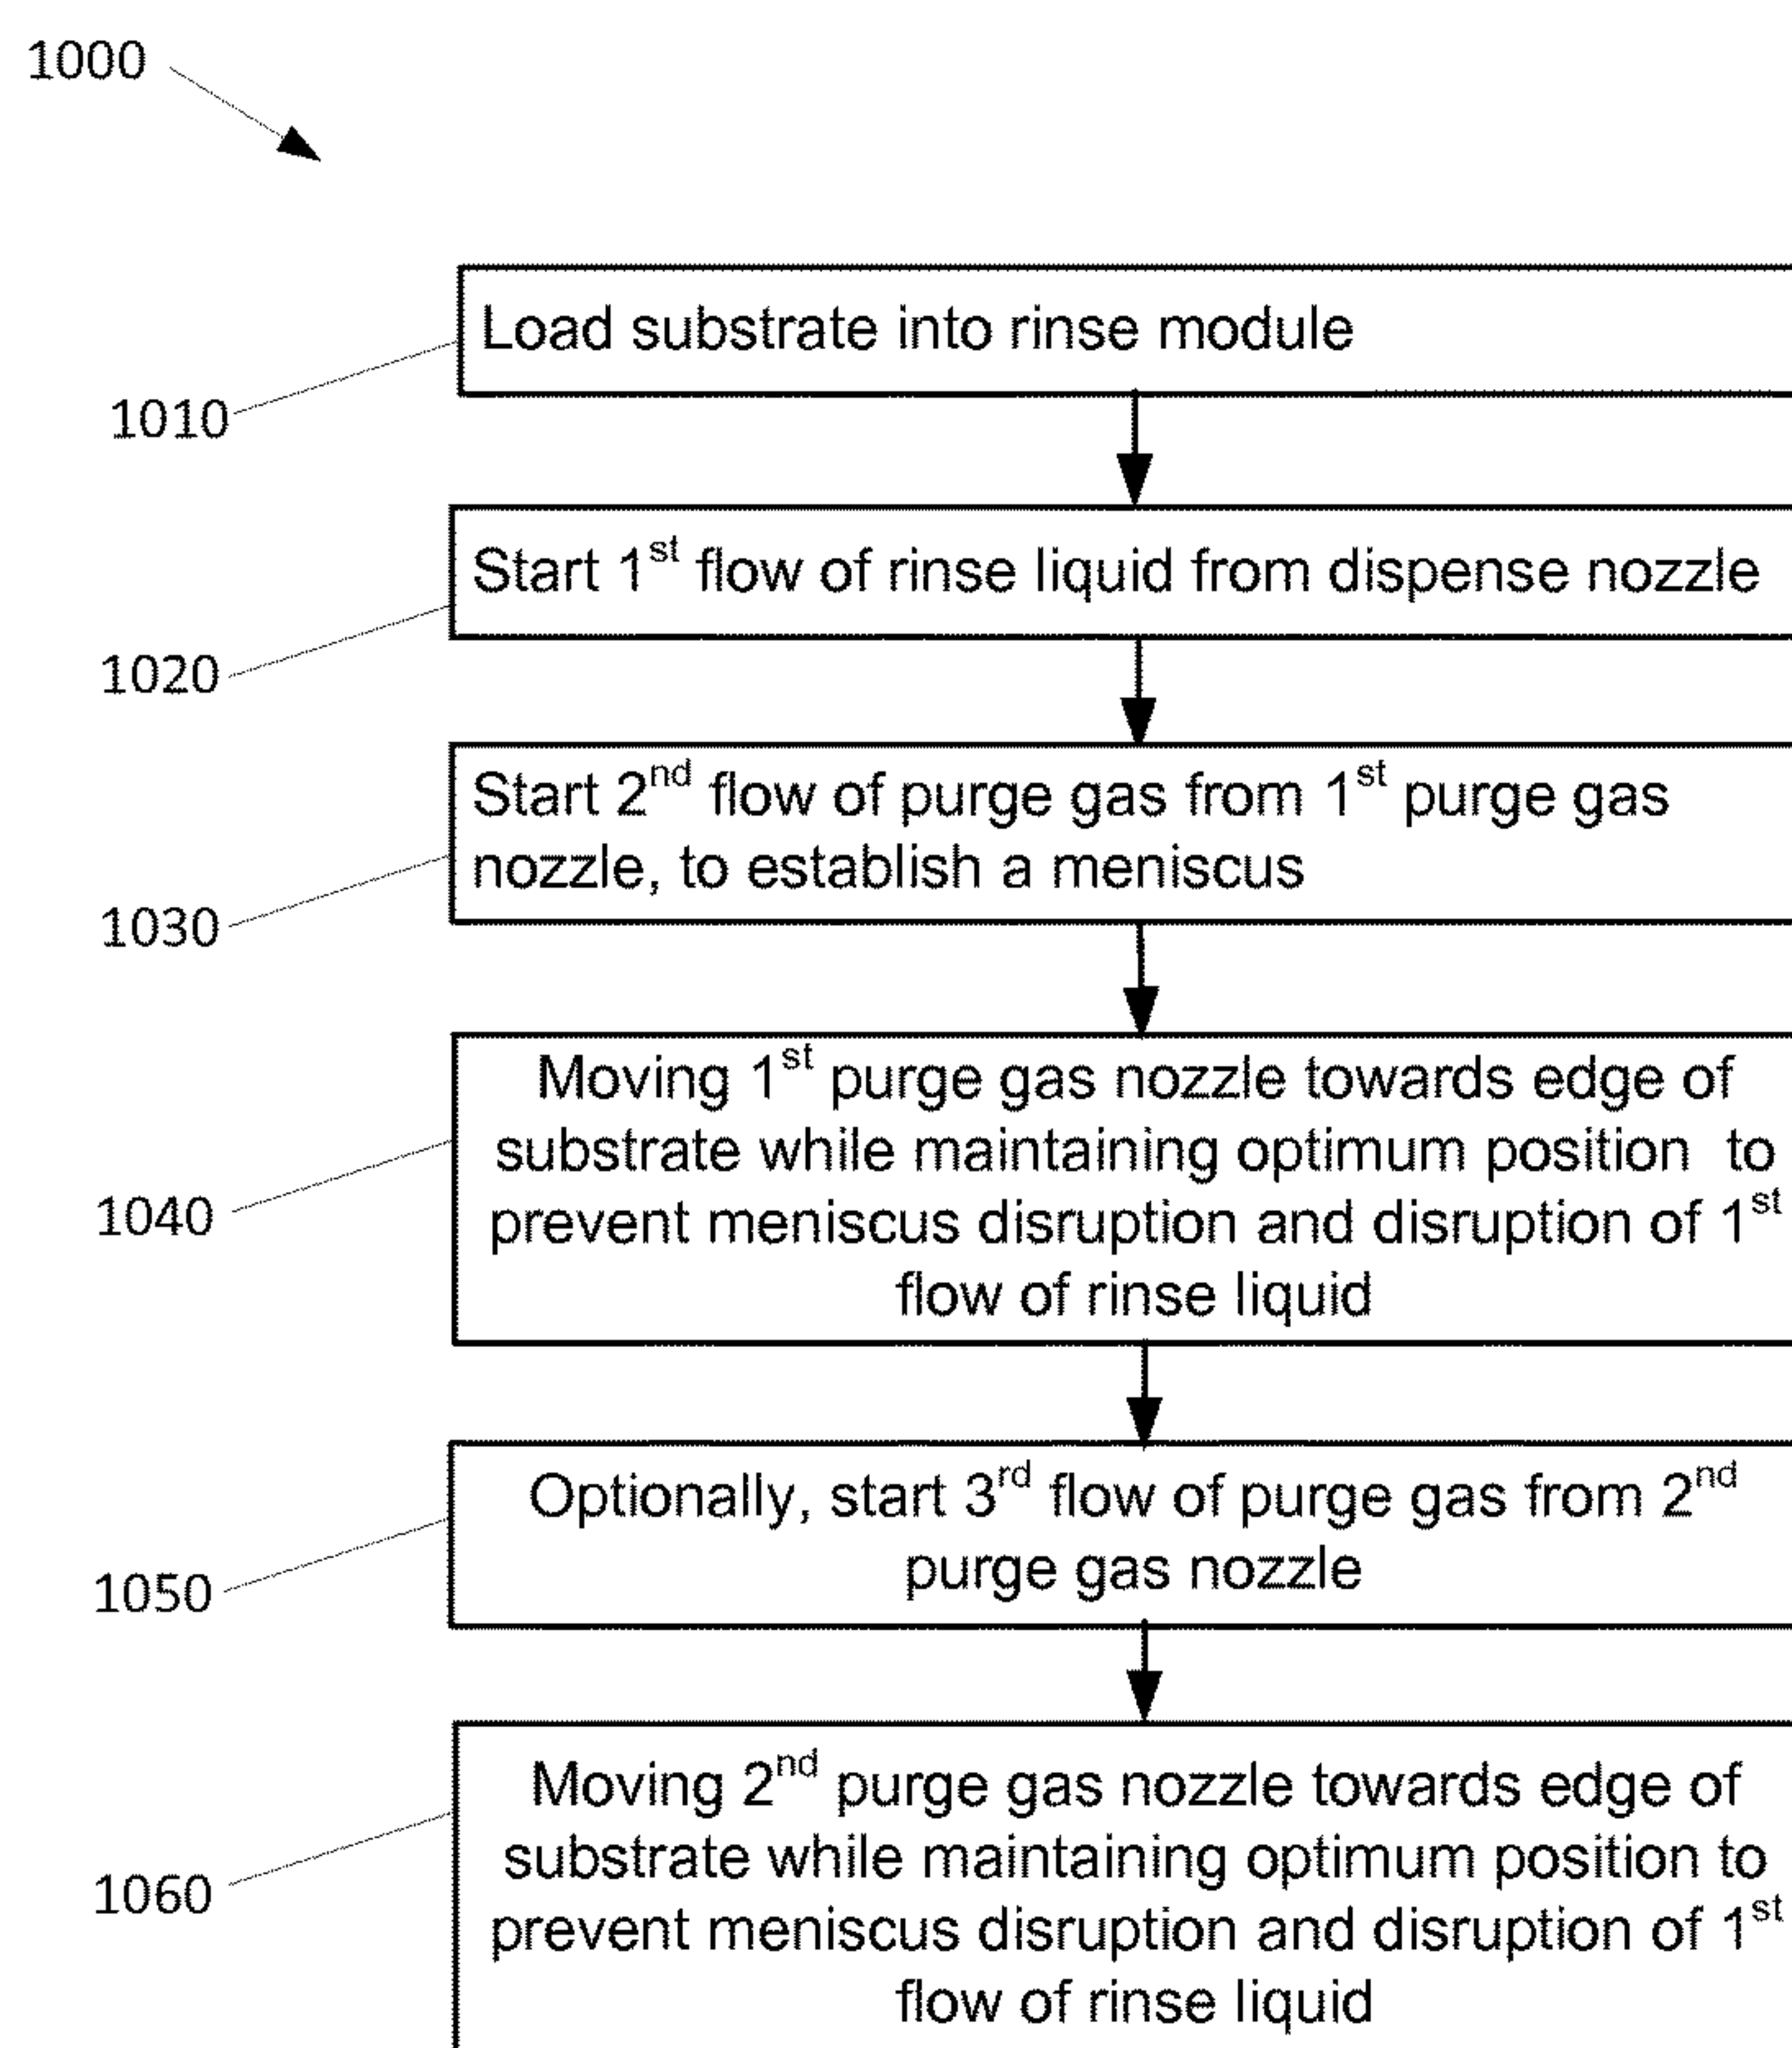 1000
Load substrate into rinse module
1010
Start 1st flow of rinse liquid from dispense nozzle
1020
Start 2nd flow of purge gas from 1st purge gas
nozzle, to establish a meniscus
1030
Moving 1st purge gas nozzle towards edge of
substrate while maintaining optimum position to
prevent meniscus disruption and disruption of 1st
flow of rinse liquid
1040
Optionally, start 3rd flow of purge gas from 2nd
purge gas nozzle
1050
Moving 2nd purge gas nozzle towards edge of
substrate while maintaining optimum position to
prevent meniscus disruption and disruption of 1st
flow of rinse liquid
1060